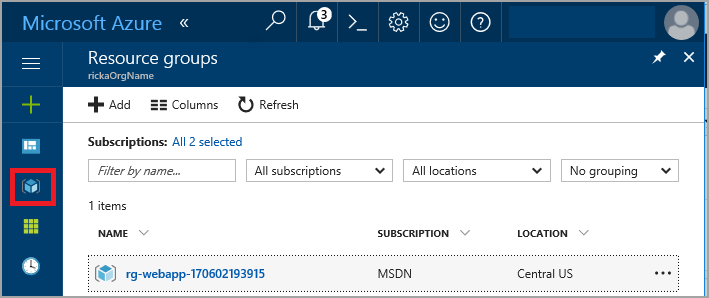 Microsoft Azure «
3
Resource groups
rickaOrgName
Add Columns Refresh
Subscriptions: All 2 selected
Filter by name... All subscriptions All locations No grouping
1 items
NAME SUBSCRIPTION LOCATION
rg-webapp-170602193915 MSDN Central US ...